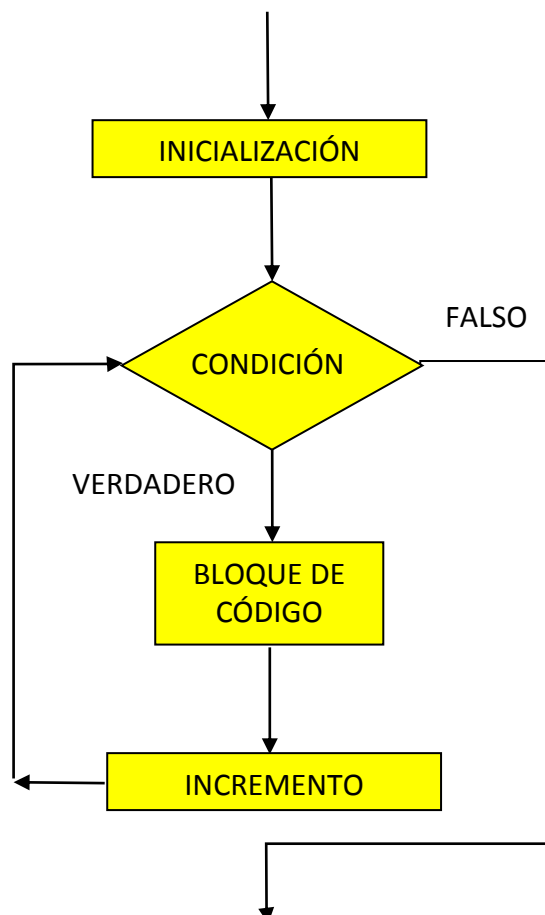 INICIALIZACIÓN
FALSO
CONDICIÓN
VERDADERO
BLOQUE DE
CÓDIGO
INCREMENTO